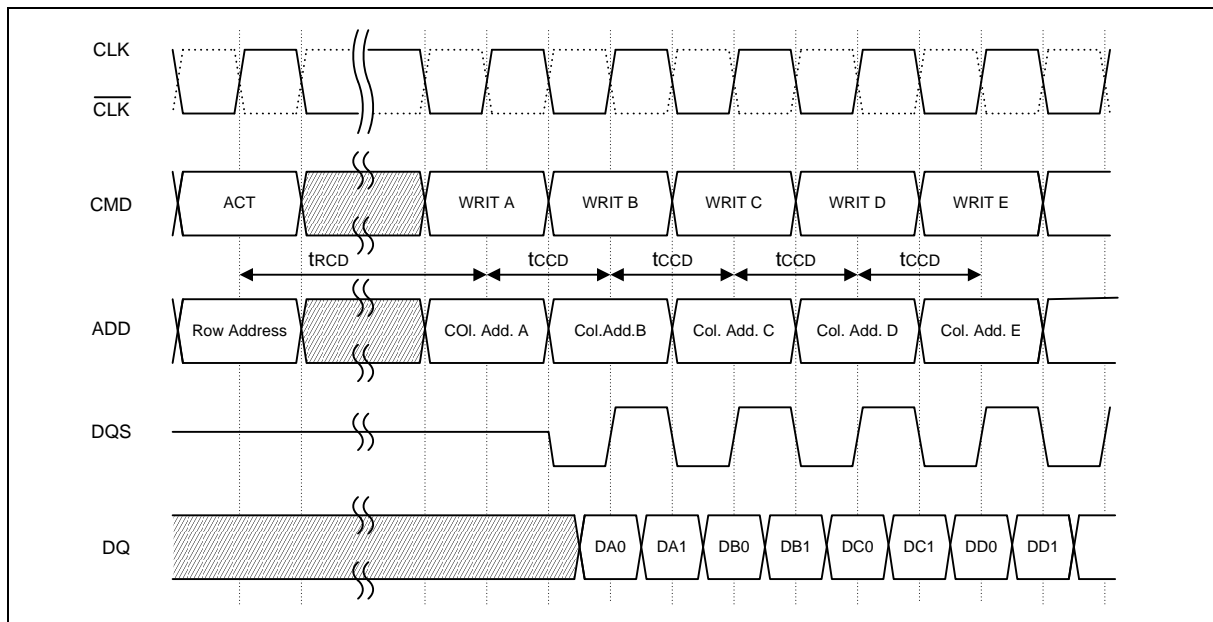 CLK
CLK
CMD
ACT
WRIT A
WRIT B
WRIT C
WRIT D
WRIT E
tRCD
tCCD
tCCD
tCCD
tCCD
ADD
Row Address
COl. Add. A
Col.Add.B
Col. Add. C
Col. Add. D
Col. Add. E
DQS
DQ
DA0
DA1
DB0
DB1
DC0
DC1
DD0
DD1